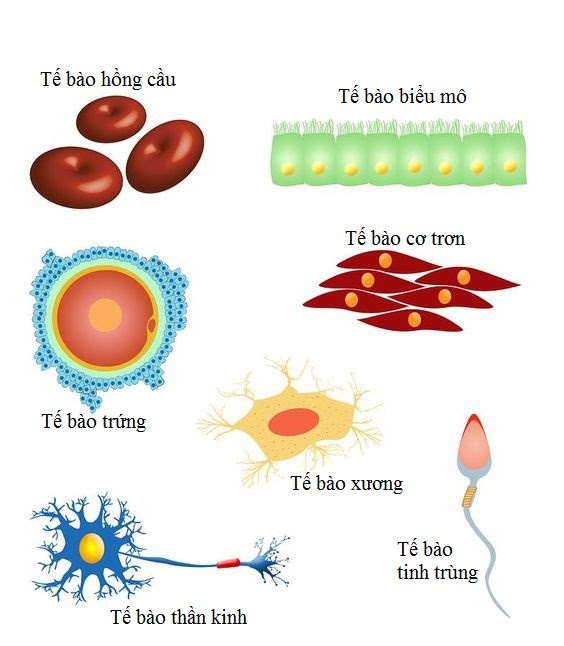 Tế bào hồng cầu
Tế bào biểu mô
Tế bào cơ trơn
Tế bào trứng
Tế bào xương
Tế bào
tinh trùng
Tế bào thần kinh